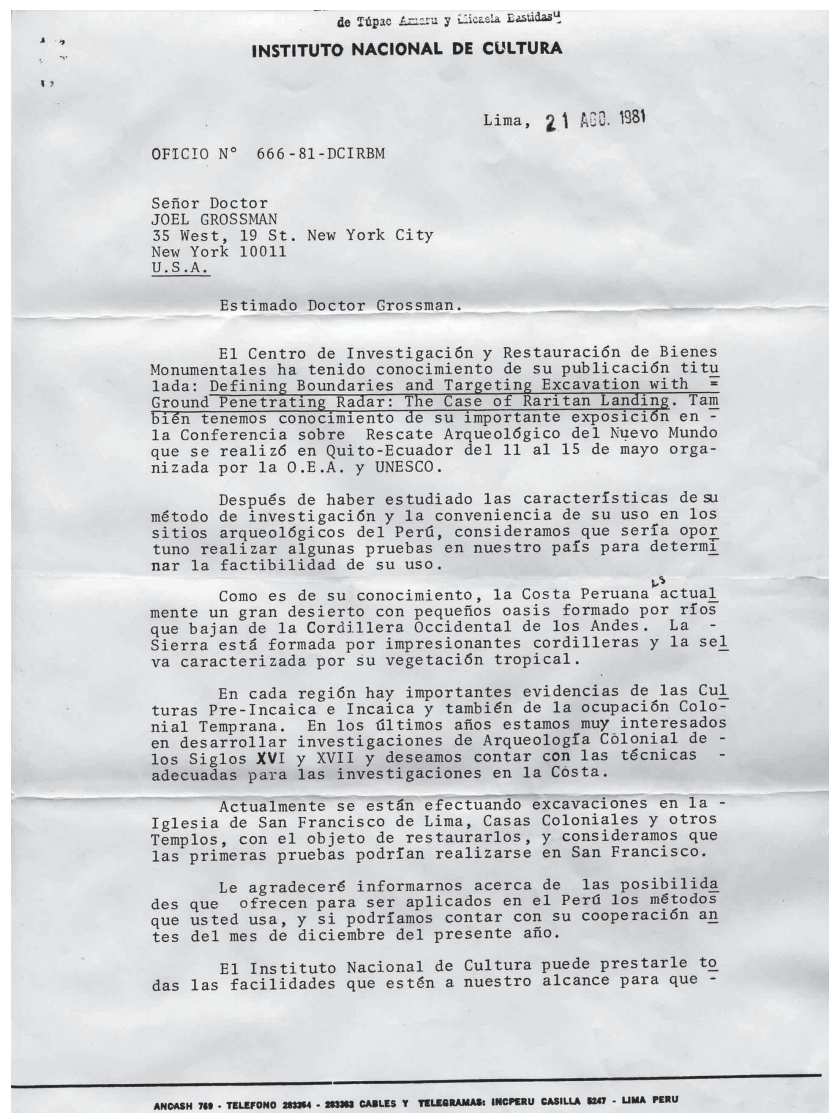 de Túpac Amaru y Micaela Bastidas"
INSTITUTO NACIONAL DE CULTURA
Lima, 21 AGO. 1981
OFICIO N° 666-81-DCIRBM
Señor Doctor
JOEL GROSSMAN
35 West, 19 St. New York City
New York 10011
U.S.A.
Estimado Doctor Grossman.
El Centro de Investigación y Restauración de Bienes
Monumentales ha tenido conocimiento de su publicación titu
lada: Defining Boundaries and Targeting Excavation with =
Ground Penetrating Radar: The Case of Raritan Landing. Tam
bién tenemos conocimiento de su importante exposición en -
la Conferencia sobre Rescate Arqueológico del Nuevo Mundo
que se realizó en Quito-Ecuador del 11 al 15 de mayo orga-
nizada por la O.E.A. y UNESCO.
Después de haber estudiado las características de su
método de investigación y la conveniencia de su uso en los
sitios arqueológicos del Perú, consideramos que sería opor
tuno realizar algunas pruebas en nuestro país para determi
nar la factibilidad de su uso.
Como es de su conocimiento, la Costa Peruana es actual
mente un gran desierto con pequeños oasis formado por ríos
que bajan de la Cordillera Occidental de los Andes. La -
Sierra está formada por impresionantes cordilleras y la sel
va caracterizada por su vegetación tropical.
En cada región hay importantes evidencias de las Cul
turas Pre-Incaica e Incaica y también de la ocupación Colo-
nial Temprana. En los últimos años estamos muy interesados
en desarrollar investigaciones de Arqueología Colonial de -
los Siglos XVI y XVII y deseamos contar con las técnicas -
adecuadas para las investigaciones en la Costa.
Actualmente se están efectuando excavaciones en la -
Iglesia de San Francisco de Lima, Casas Coloniales y otros
Templos, con el objeto de restaurarlos, y consideramos que
las primeras pruebas podrían realizarse en San Francisco.
Le agradeceré informarnos acerca de las posibilida
des que ofrecen para ser aplicados en el Perú los métodos
que usted usa, y si podríamos contar con su cooperación an
tes del mes de diciembre del presente año.
El Instituto Nacional de Cultura puede prestarle to
das las facilidades que estén a nuestro alcance para que -
ANCASH 769 - TELEFONO 283364 - 283363 CABLES Y TELEGRAMAS: INCPERU CASILLA 5247 - LIMA PERU